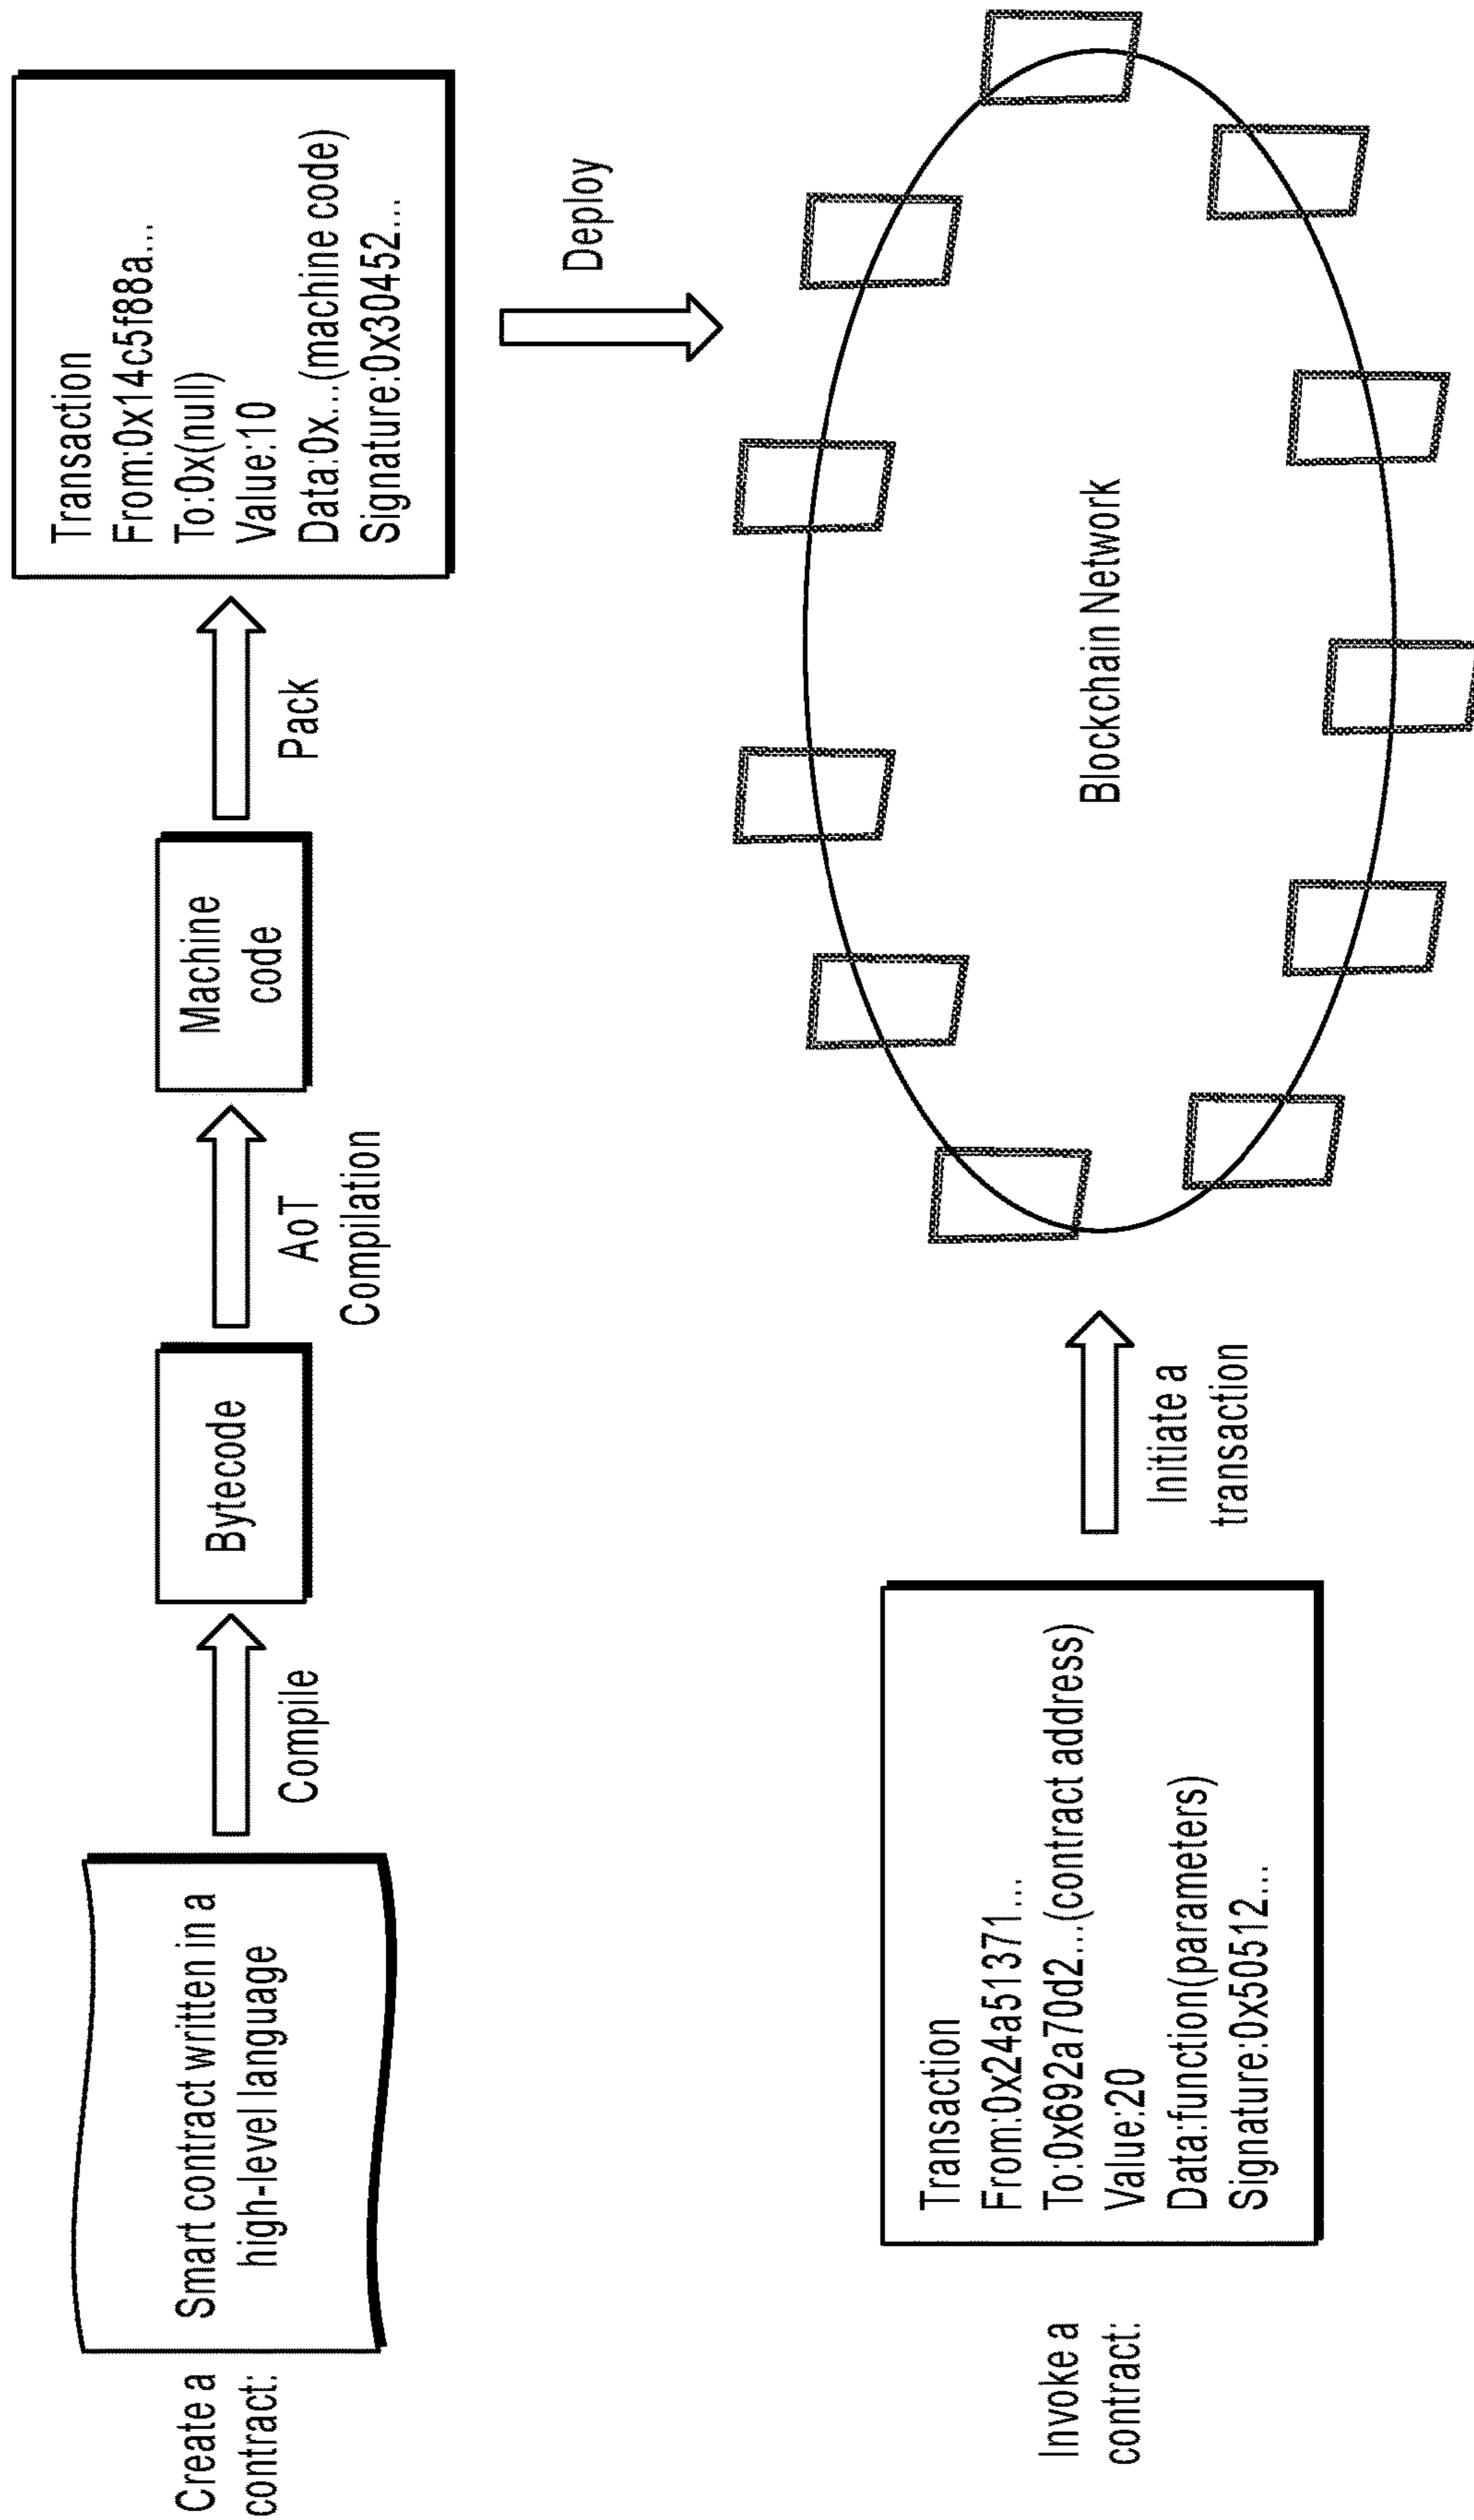 Create a
contract:
Smart contract written in a
high-level language
Compile
Bytecode
AoT
Compilation
Machine
code
Pack
Transaction
From:0x14c5f88a...
To:0x(null)
Value:10
Data:0x...(machine code)
Signature:0x30452...
Deploy
Invoke a
contract:
Transaction
From:0x24a51371...
To:0x692a70d2...(contract address)
Value:20
Data:function(parameters)
Signature:0x50512...
Initiate a
transaction
Blockchain Network